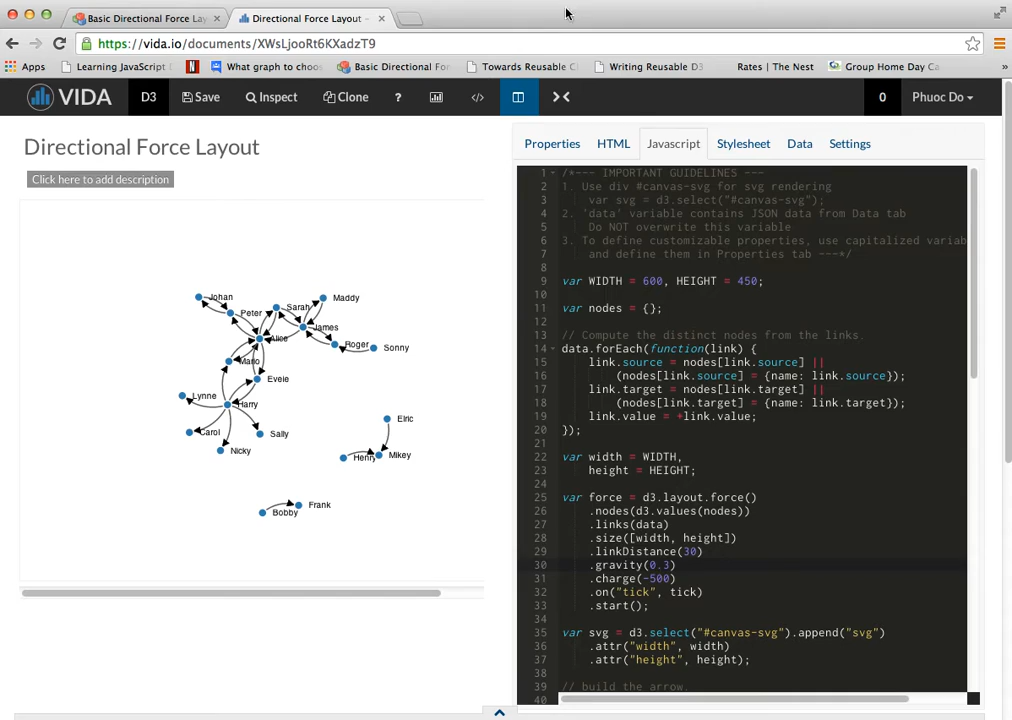 Basic Directional Force Lay
Directional Force Layout -
https://vida.io/documents/XWsLjooRt6KXadzT9
Apps Learning JavaScript What graph to choo Basic Directional Fo Towards Reusable C Writing Reusable D3 Rates | The Nest Group Home Day Ca »
VIDA D3 Save Inspect Clone ? 0 Phuoc Do
Directional Force Layout
Click here to add description
Properties HTML Javascript Stylesheet Data Settings
Johan
Maddy
Sarah
Peter
James
Alice
Roger
Sonny
Mario
Eveie
Lynne
Harry
Elric
Carol
Sally
Nicky
Henry
Mikey
Frank
Bobby
1 /*--- IMPORTANT GUIDELINES ---
2 1. Use div #canvas-svg for svg rendering
3 var svg = d3.select("#canvas-svg");
4 2. 'data' variable contains JSON data from Data tab
5 Do NOT overwrite this variable
6 3. To define customizable properties, use capitalized variab
7 and define them in Properties tab ---*/
8
9 var WIDTH = 600, HEIGHT = 450;
10
11 var nodes = {};
12
13 // Compute the distinct nodes from the links.
14 data.forEach(function(link) {
15 link.source = nodes[link.source] ||
16 (nodes[link.source] = {name: link.source});
17 link.target = nodes[link.target] ||
18 (nodes[link.target] = {name: link.target});
19 link.value = +link.value;
20 });
21
22 var width = WIDTH,
23 height = HEIGHT;
24
25 var force = d3.layout.force()
26 .nodes(d3.values(nodes))
27 .links(data)
28 .size([width, height])
29 .linkDistance(30)
30 .gravity(0.3)
31 .charge(-500)
32 .on("tick", tick)
33 .start();
34
35 var svg = d3.select("#canvas-svg").append("svg")
36 .attr("width", width)
37 .attr("height", height);
38
39 // build the arrow.
40